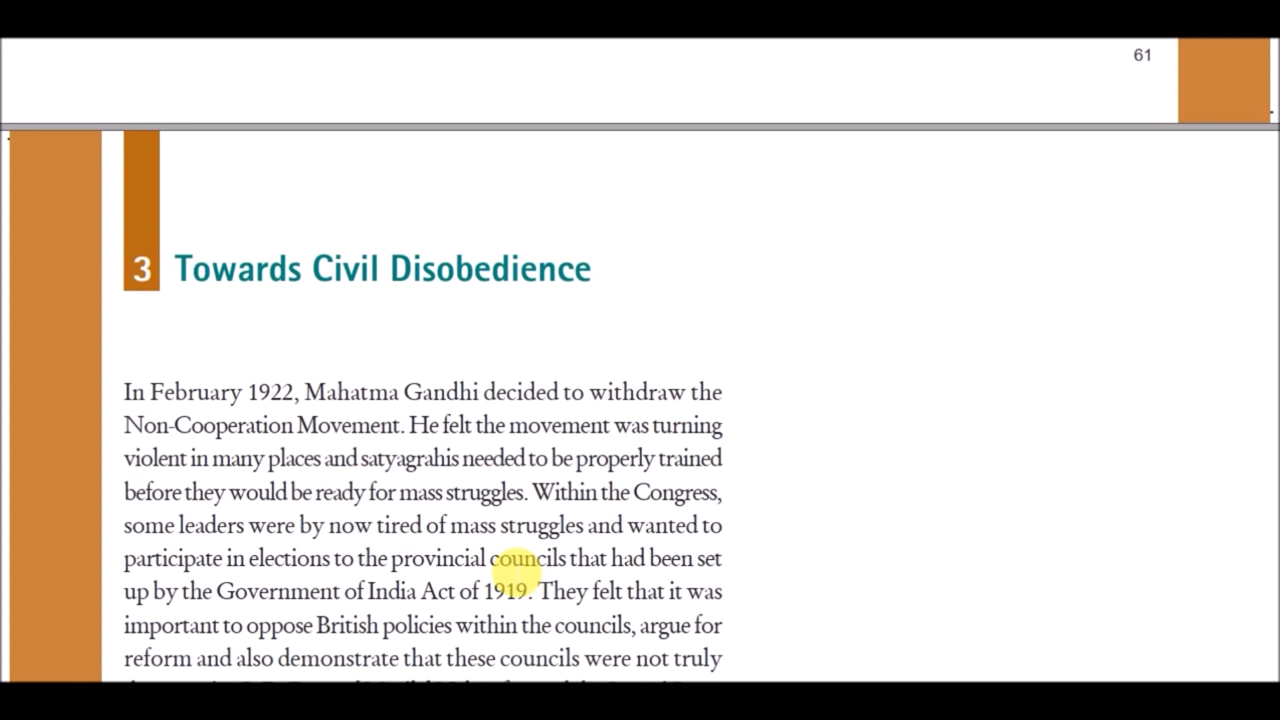 61
3 Towards Civil Disobedience
In February 1922, Mahatma Gandhi decided to withdraw the
Non-Cooperation Movement. He felt the movement was turning
violent in many places and satyagrahis needed to be properly trained
before they would be ready for mass struggles. Within the Congress,
some leaders were by now tired of mass struggles and wanted to
participate in elections to the provincial councils that had been set
up by the Government of India Act of 1919. They felt that it was
important to oppose British policies within the councils, argue for
reform and also demonstrate that these councils were not truly